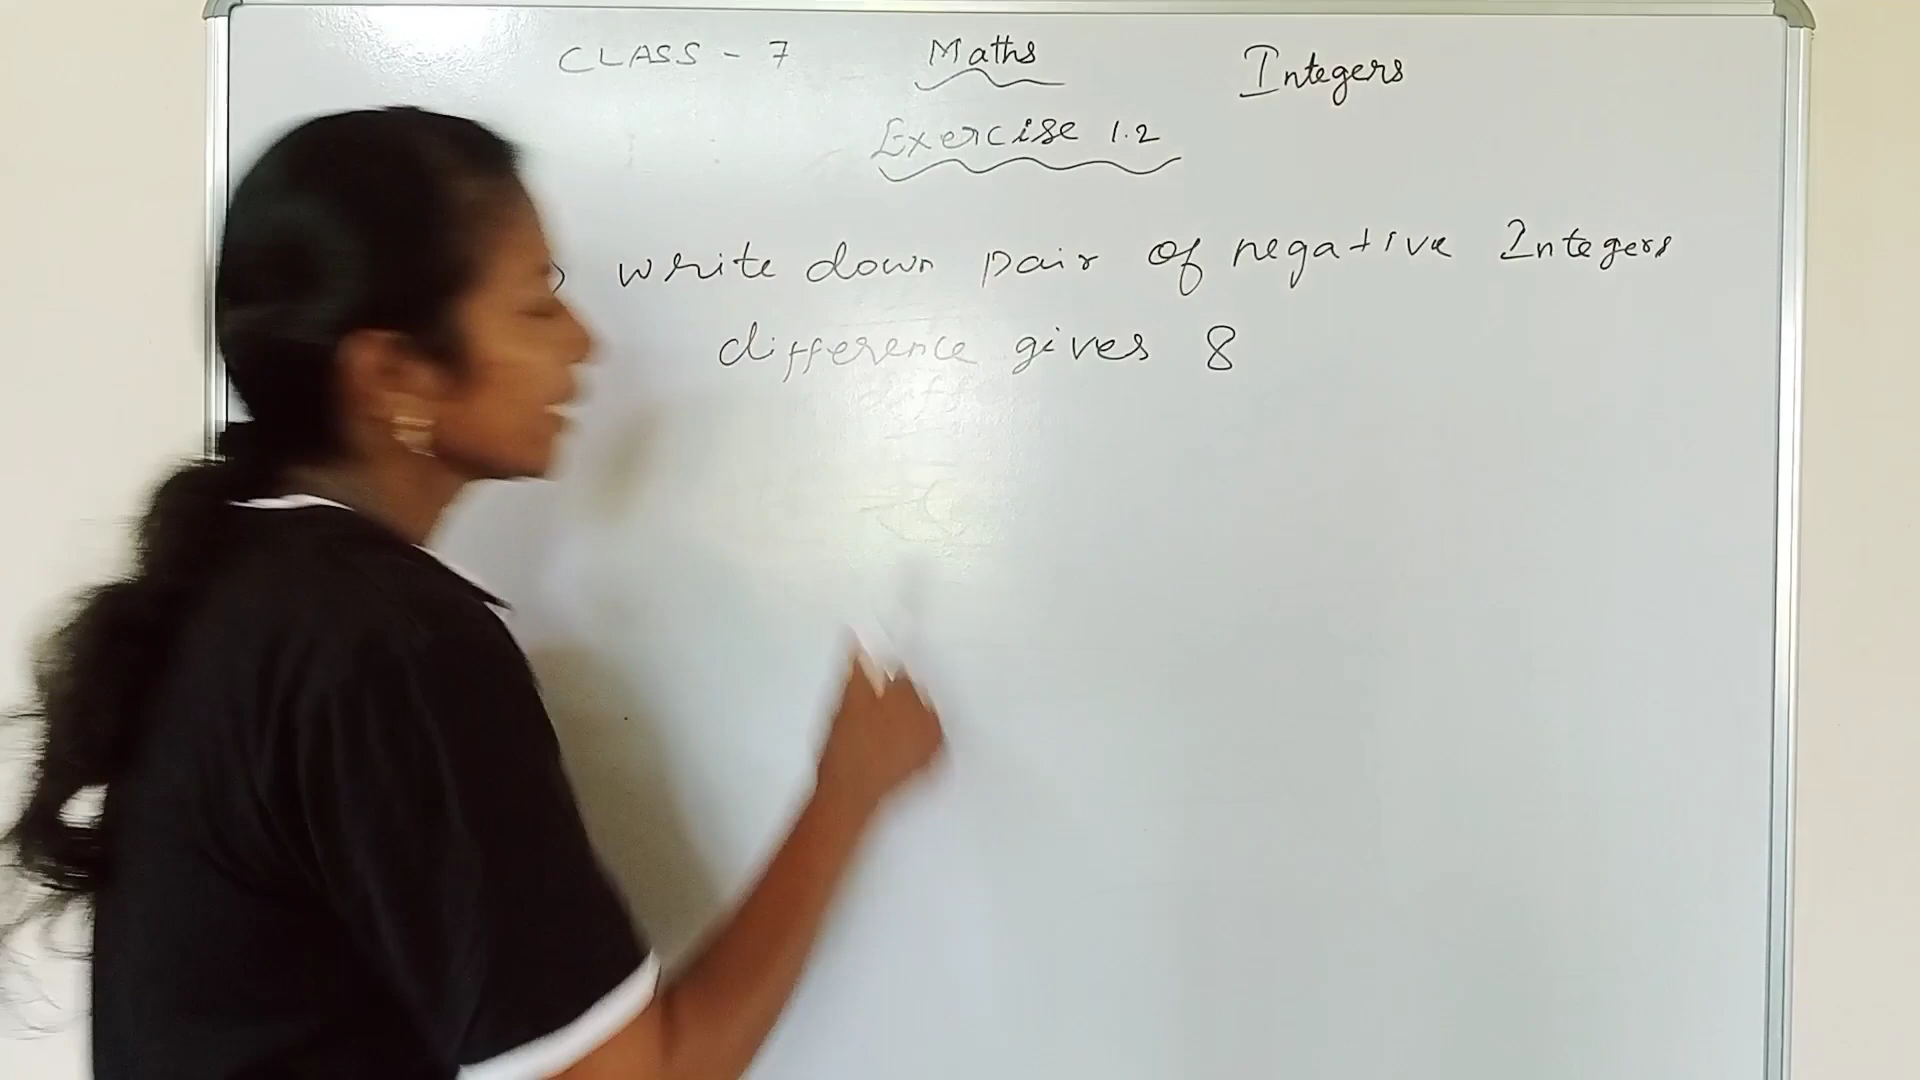 CLASS - 7 Maths Integers
Exercise 1.2
) write down pair of negative Integers
difference gives 8